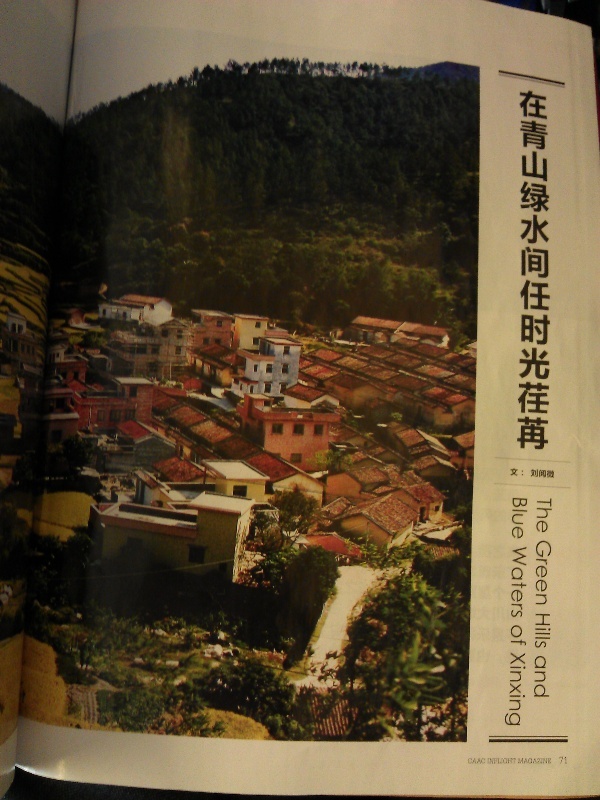 在青山绿水间任时光荏苒
文：刘阅微
The Green Hills and
Blue Waters of Xinxing
CAAC INFLIGHT MAGAZINE 71